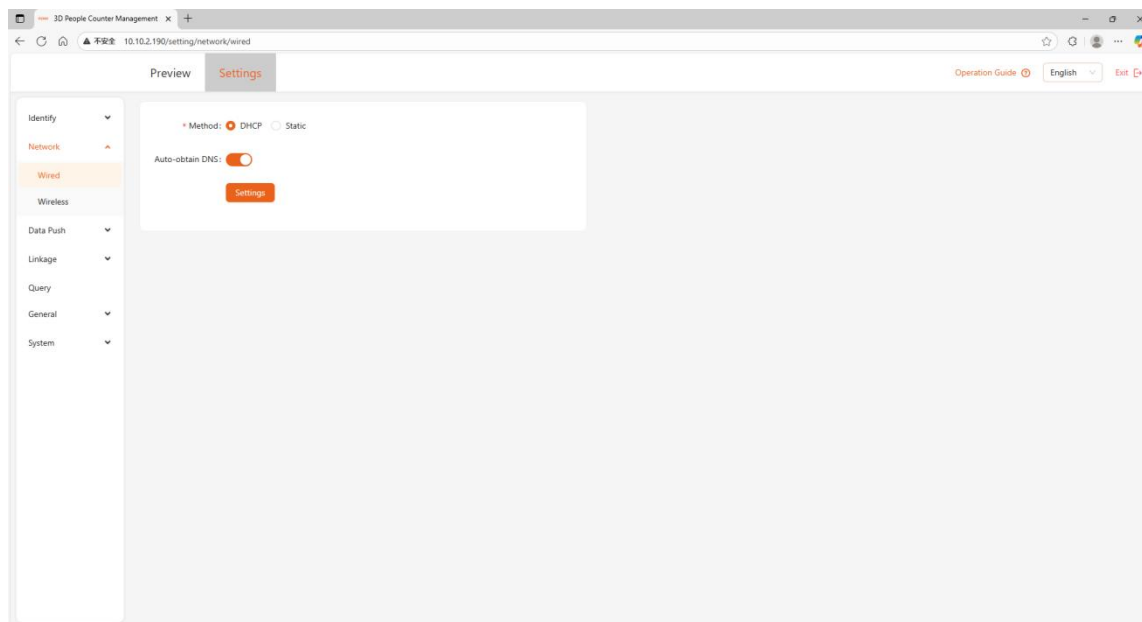 3D People Counter Management
不安全 10.10.2.190/setting/network/wired
Preview Settings Operation Guide English Exit
Identify
Network
Wired
Wireless
Data Push
Linkage
Query
General
System
* Method: DHCP Static
Auto-obtain DNS:
Settings